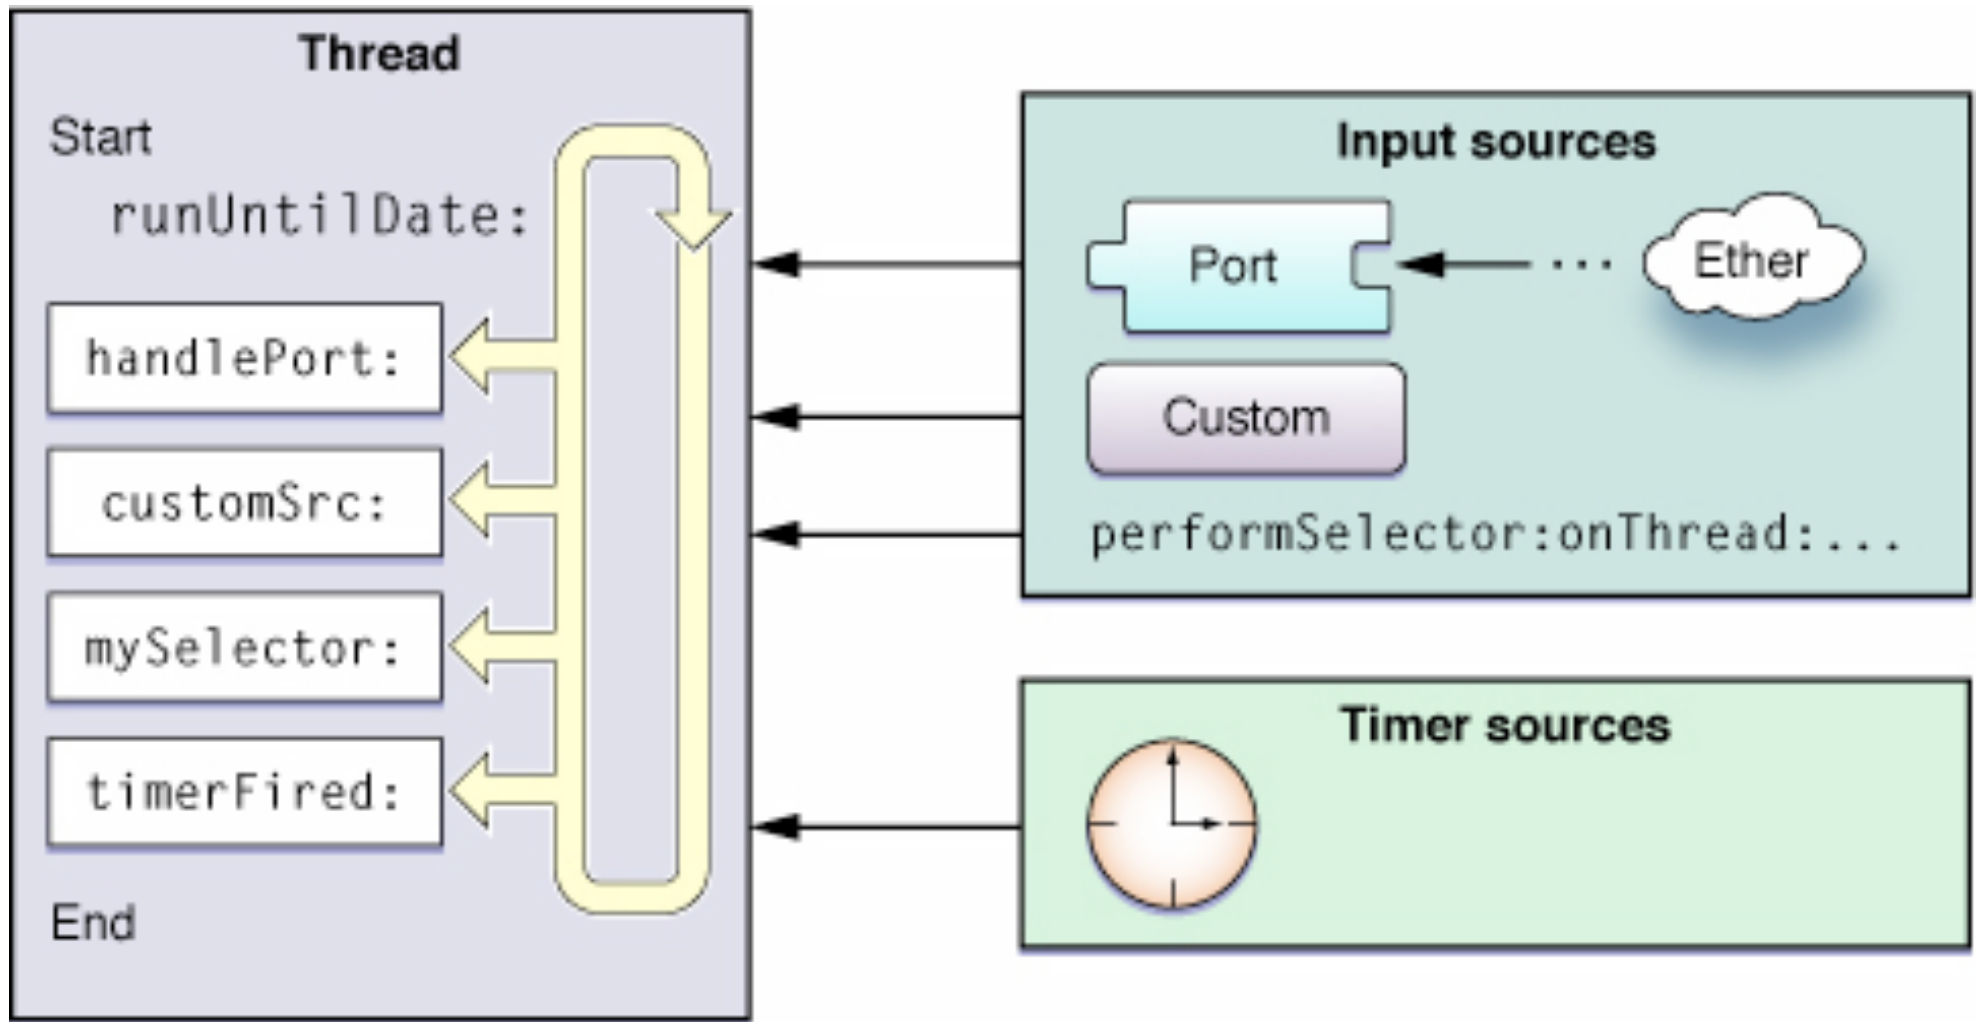 Thread
Start
runUntilDate:
handlePort:
customSrc:
mySelector:
timerFired:
End
Input sources
Port
Ether
Custom
performSelector:onThread:...
Timer sources